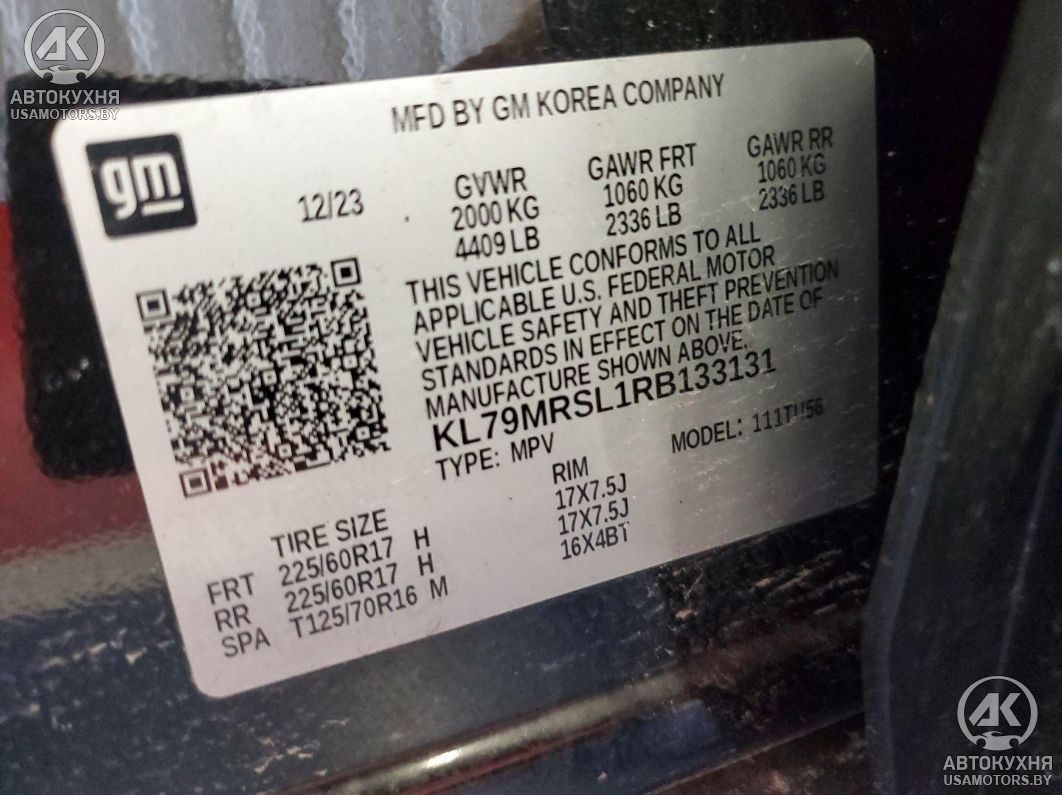 AK
АВТОКУХНЯ
USAMOTORS.BY
MFD BY GM KOREA COMPANY
gm
12/23
GVWR GAWR FRT GAWR RR
2000 KG 1060 KG 1060 KG
4409 LB 2336 LB 2336 LB
THIS VEHICLE CONFORMS TO ALL
APPLICABLE U.S. FEDERAL MOTOR
VEHICLE SAFETY AND THEFT PREVENTION
STANDARDS IN EFFECT ON THE DATE OF
MANUFACTURE SHOWN ABOVE.
KL79MRSL1RB133131
TYPE: MPV MODEL: 111TU56
TIRE SIZE RIM
FRT 225/60R17 H 17X7.5J
RR 225/60R17 H 17X7.5J
SPA T125/70R16 M 16X4BT
AK
АВТОКУХНЯ
USAMOTORS.BY